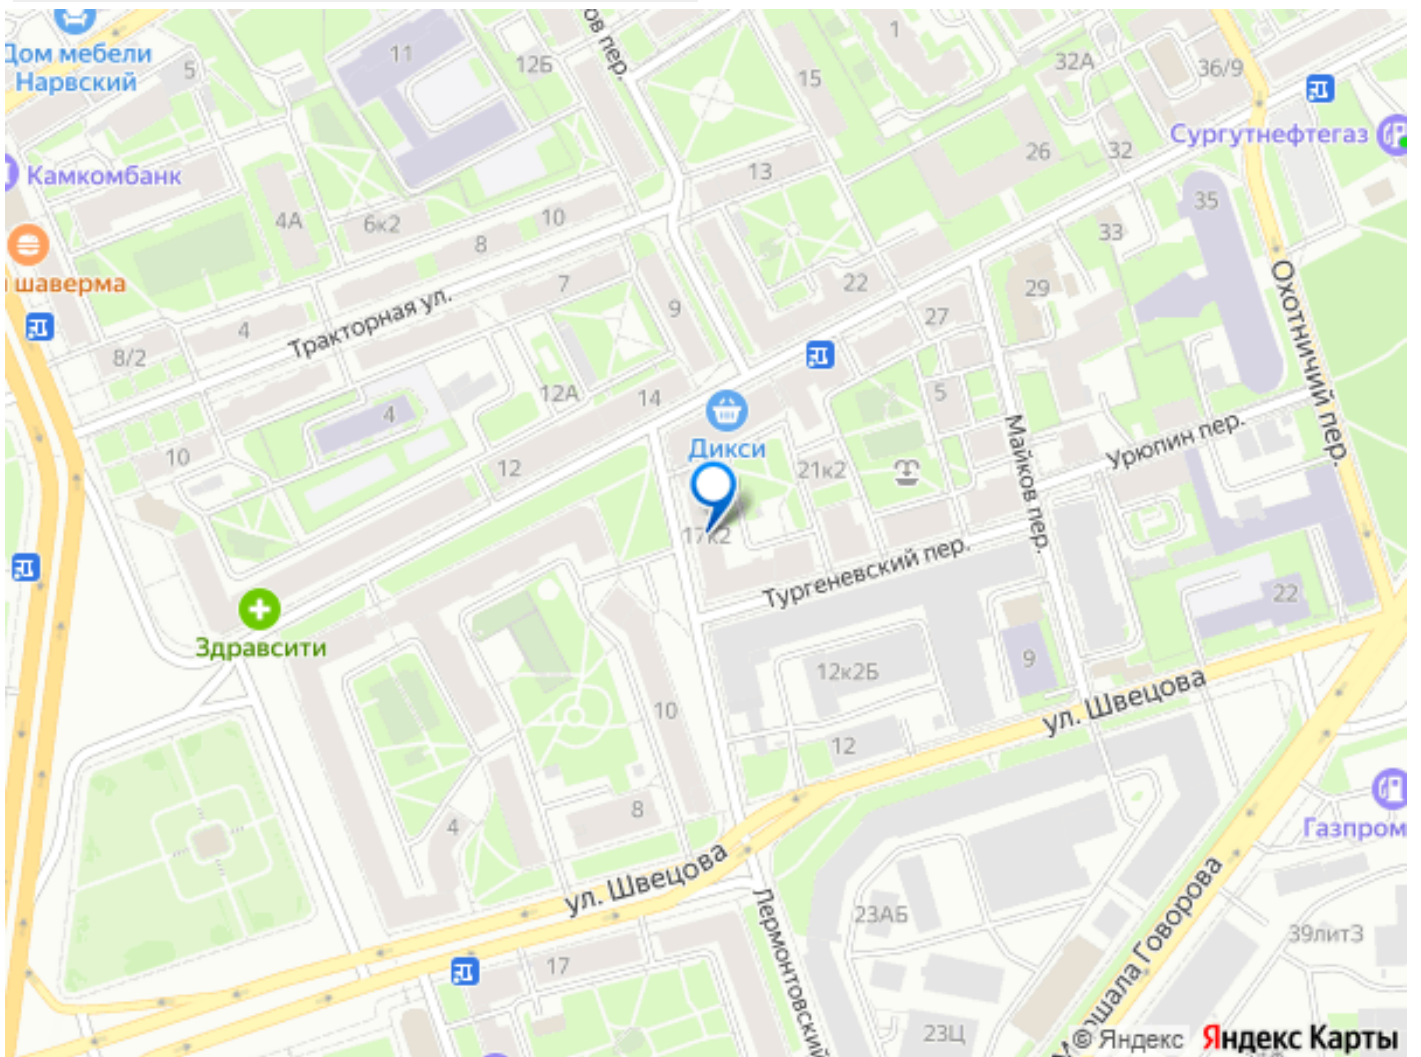 Дом мебели
Нарвский
5
11
12Б
ов пер.
1
15
32А
36/9
Сургутнефтегаз
Камкомбанк
4А
6к2
10
8
13
26
32
35
33
шаверма
8/2
4
Тракторная ул.
7
9
22
29
27
Охотничий пер.
12А
14
5
4
Дикси
10
12
21к2
Майков пер.
Урюпин пер.
17к2
Тургеневский пер.
22
Здравсити
9
12к2Б
10
ул. Швецова
12
8
4
Газпром
ул. Швецова
Лермонтовский
23АБ
39лит3
Маршала Говорова
17
23Ц
© Яндекс Яндекс Карты